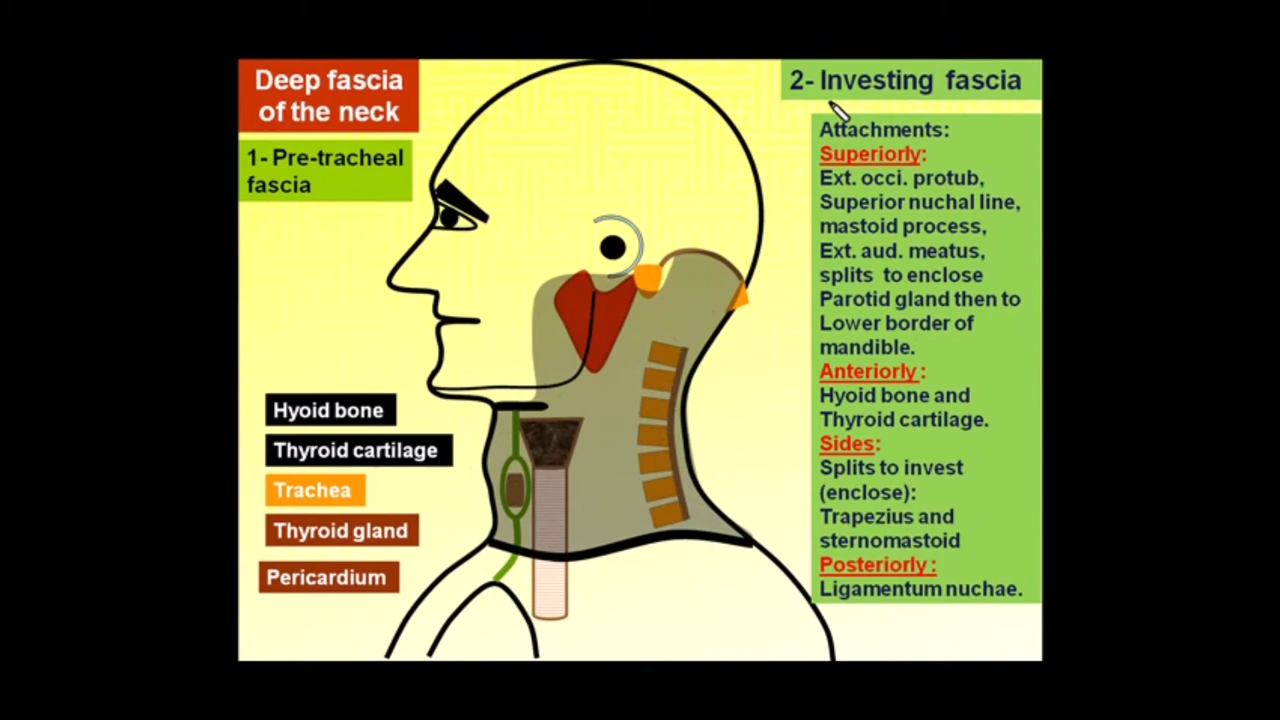 Deep fascia
of the neck
1- Pre-tracheal
fascia
Hyoid bone
Thyroid cartilage
Trachea
Thyroid gland
Pericardium
2- Investing fascia
Attachments:
Superiorly:
Ext. occi. protub,
Superior nuchal line,
mastoid process,
Ext. aud. meatus,
splits to enclose
Parotid gland then to
Lower border of
mandible.
Anteriorly :
Hyoid bone and
Thyroid cartilage.
Sides:
Splits to invest
(enclose):
Trapezius and
sternomastoid
Posteriorly :
Ligamentum nuchae.